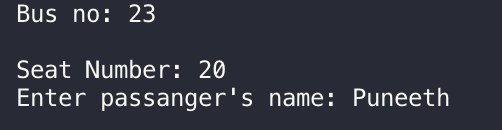 Bus no: 23
Seat Number: 20
Enter passanger's name: Puneeth